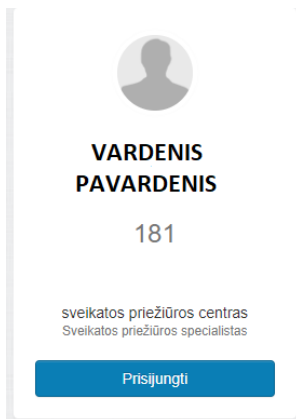 VARDENIS
PAVARDENIS
181
sveikatos priežiūros centras
Sveikatos priežiūros specialistas
Prisijungti